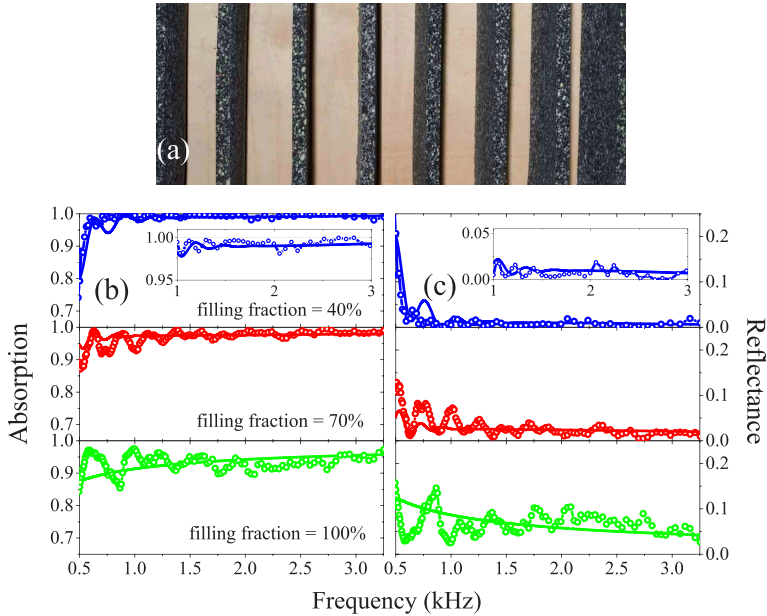 (a)
1.0
0.9
0.8
0.7
1.00
0.95
1
2
3
(b)
filling fraction = 40%
0.05
0.00
1
2
3
(c)
0.2
0.1
0.0
1.0
0.9
0.8
0.7
filling fraction = 70%
0.2
0.1
0.0
1.0
0.9
0.8
0.7
filling fraction = 100%
0.2
0.1
0.0
Absorption
Reflectance
0.5 1.0 1.5 2.0 2.5 3.0
0.5 1.0 1.5 2.0 2.5 3.0
Frequency (kHz)